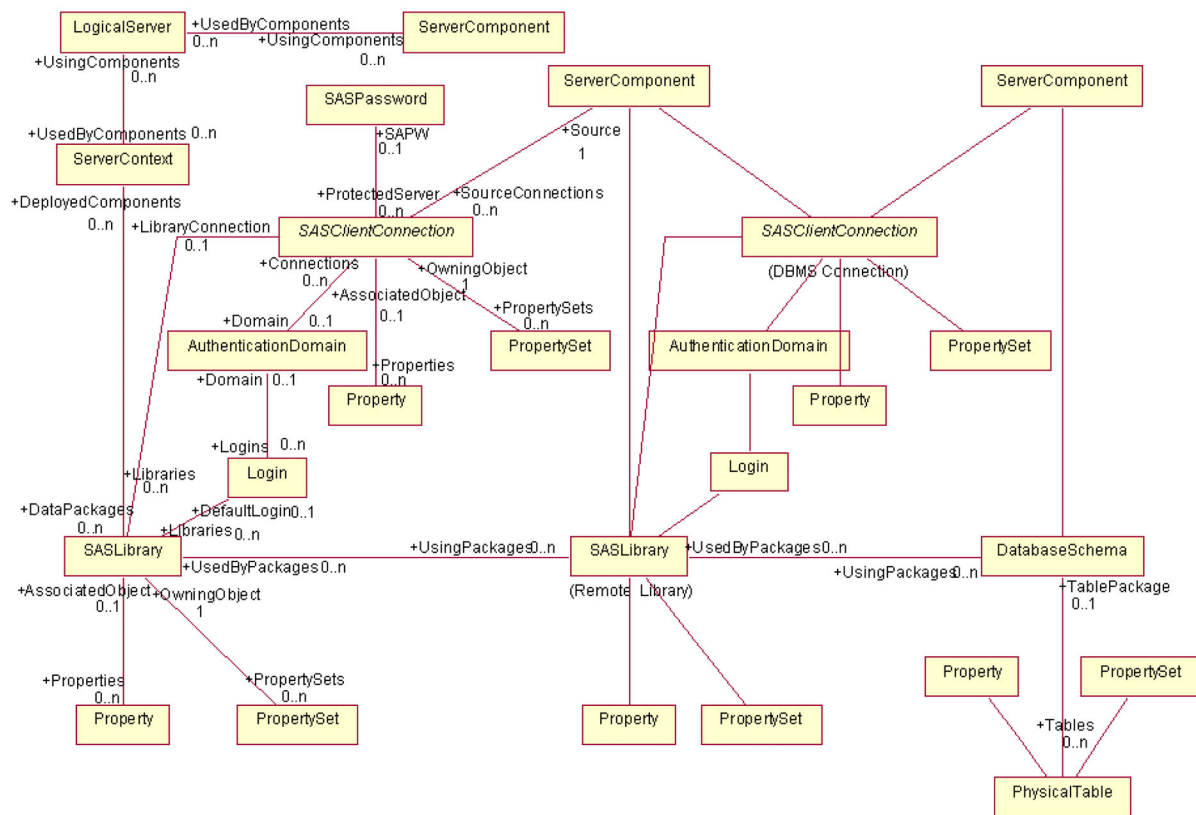 LogicalServer
+UsedByComponents
0..n
+UsingComponents
0..n
ServerComponent
+UsingComponents
0..n
ServerComponent
ServerComponent
SASPassword
+SAPW
0..1
+Source
1
+UsedByComponents
0..n
ServerContext
+DeployedComponents
0..n
+ProtectedServer
0..n
+SourceConnections
0..n
+LibraryConnection
0..1
SASClientConnection
SASClientConnection
(DBMS Connection)
+Connections
0..n
+OwningObject
1
+AssociatedObject
0..1
+PropertySets
0..n
+Domain
0..1
AuthenticationDomain
PropertySet
AuthenticationDomain
PropertySet
+Domain
0..1
+Properties
0..n
Property
Property
+Logins
0..n
Login
Login
+Libraries
0..n
+DefaultLogin
0..1
+DataPackages
0..n
+Libraries
0..n
SASLibrary
+UsingPackages
0..n
SASLibrary
+UsedByPackages
0..n
DatabaseSchema
+UsedByPackages
0..n
+UsingPackages
0..n
(Remote Library)
+AssociatedObject
0..1
+OwningObject
1
+TablePackage
0..1
+Properties
0..n
+PropertySets
0..n
Property
PropertySet
Property
PropertySet
Property
PropertySet
+Tables
0..n
PhysicalTable